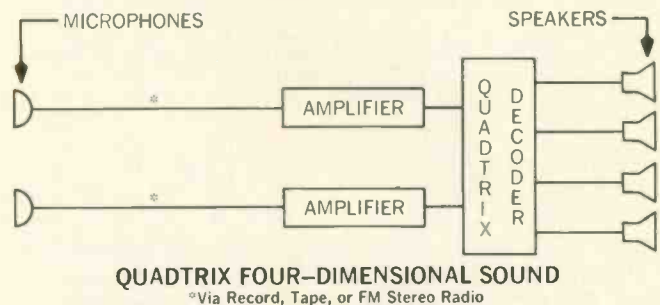 MICROPHONES
SPEAKERS
*
AMPLIFIER
*
AMPLIFIER
QUADTRIX
DECODER
QUADTRIX FOUR–DIMENSIONAL SOUND
*Via Record, Tape, or FM Stereo Radio